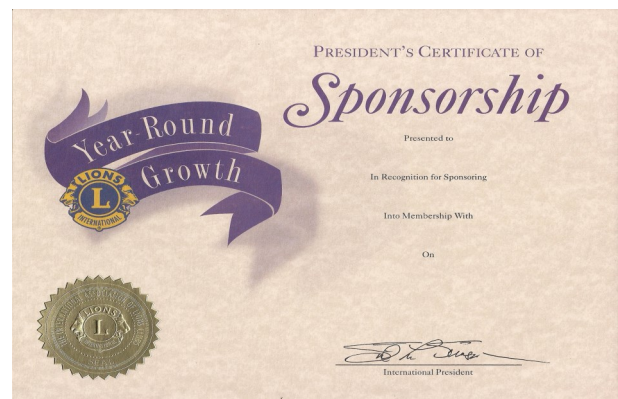 PRESIDENT'S CERTIFICATE OF
Sponsorship
Presented to
In Recognition for Sponsoring
Into Membership With
On
International President
Year-Round
Growth
LIONS
L
INTERNATIONAL
LIONS
L